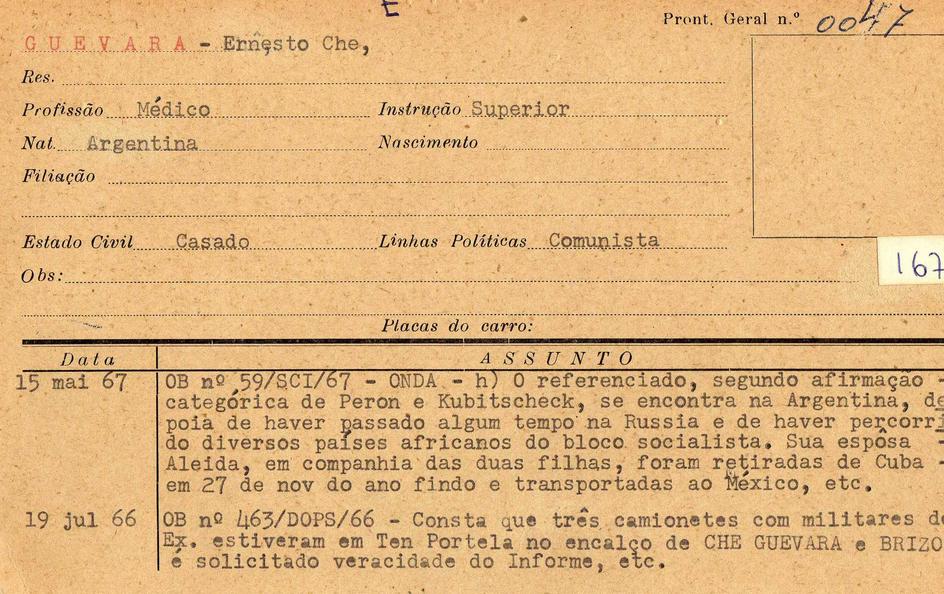 E
Pront. Geral n.º 0047
GUEVARA - Ernesto Che,
Res.
Profissão Médico Instrução Superior
Nat. Argentina Nascimento
Filiação
Estado Civil Casado Linhas Políticas Comunista
Obs:
167
Placas do carro:
Data ASSUNTO
15 mai 67 OB nº 59/SCI/67 - ONDA - h) O referenciado, segundo afirmação -
categórica de Peron e Kubitscheck, se encontra na Argentina, de
poia de haver passado algum tempo na Russia e de haver percorri
do diversos países africanos do bloco socialista. Sua espôsa -
Aleida, em companhia das duas filhas, foram retiradas de Cuba -
em 27 de nov do ano findo e transportadas ao México, etc.
19 jul 66 OB nº 463/DOPS/66 - Consta que três camionetes com militares do
Ex. estiveram em Ten Portela no encalço de CHE GUEVARA e BRIZO
é solicitado veracidade do Informe, etc.